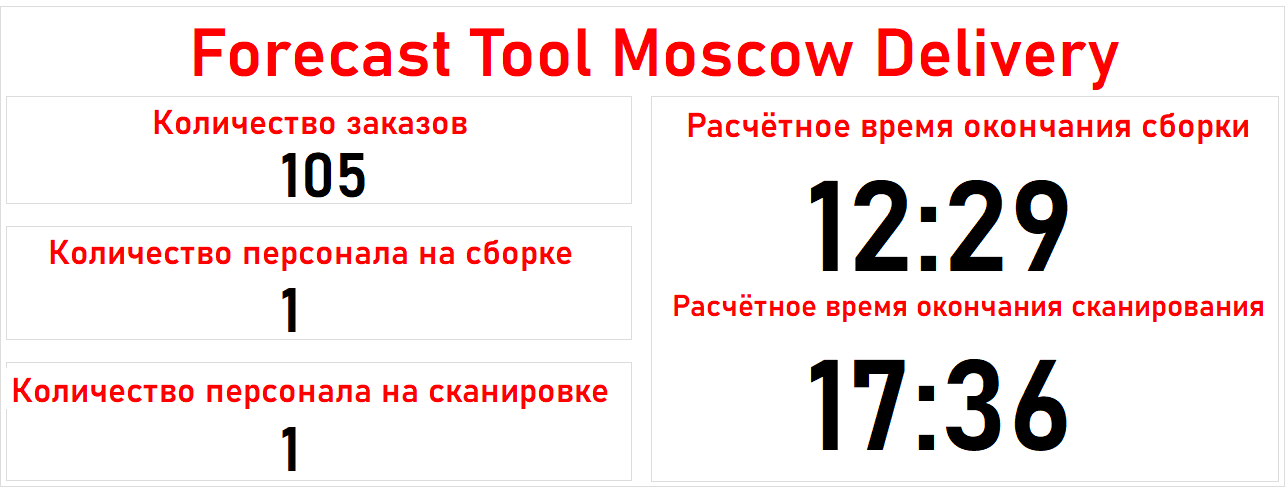 Forecast Tool Moscow Delivery
Количество заказов
105
Количество персонала на сборке
1
Количество персонала на сканировке
1
Расчётное время окончания сборки
12:29
Расчётное время окончания сканирования
17:36